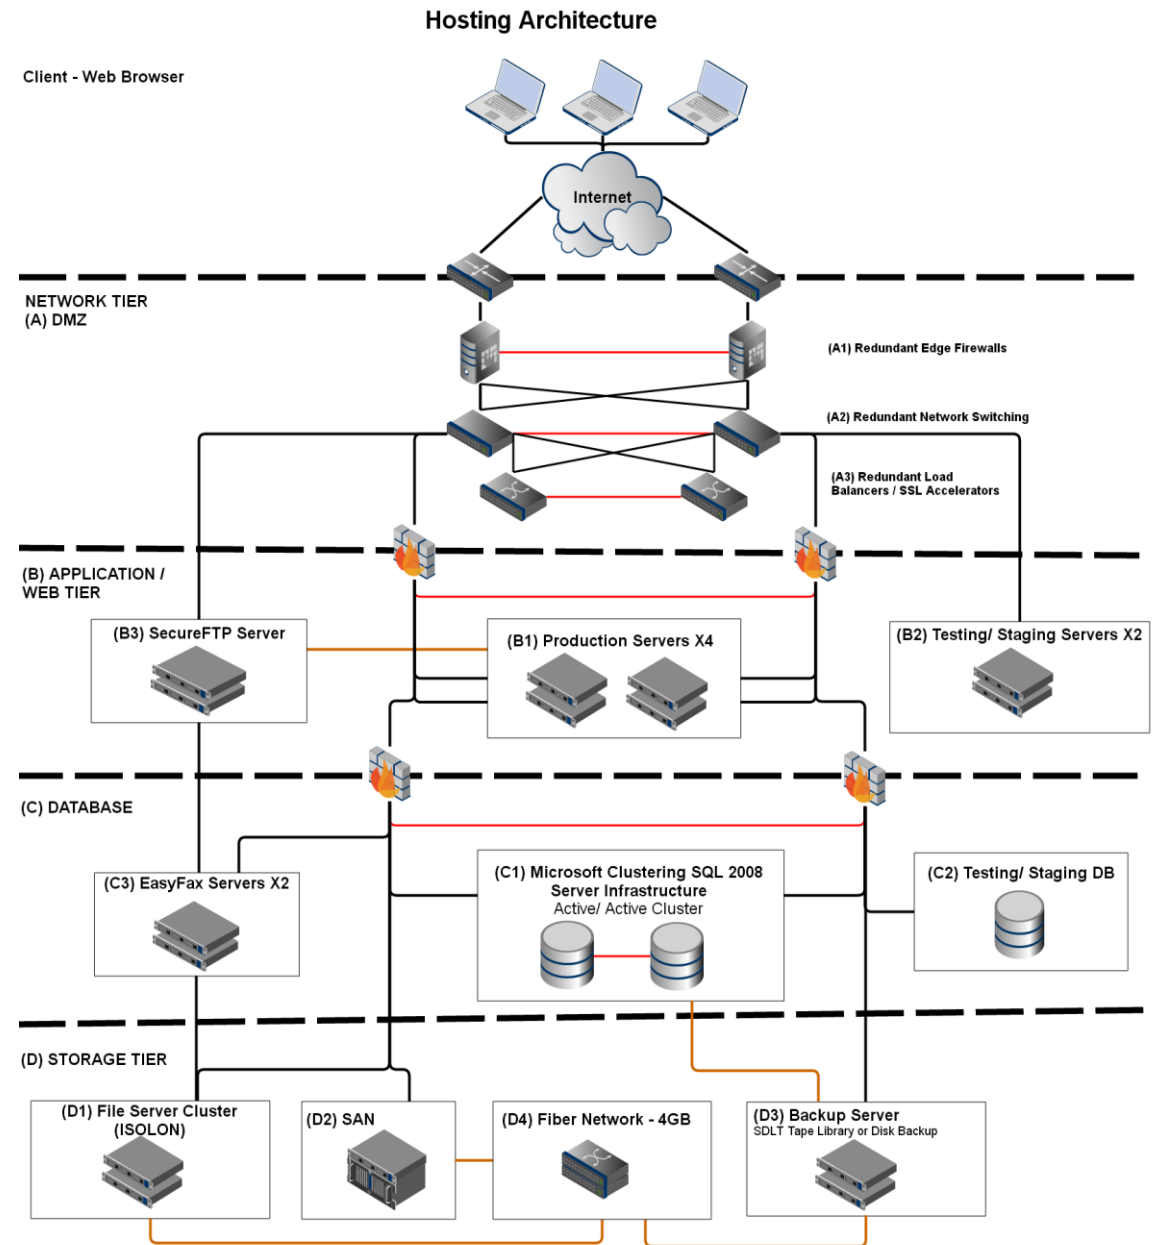 Hosting Architecture
Client - Web Browser
Internet
NETWORK TIER
(A) DMZ
(A1) Redundant Edge Firewalls
(A2) Redundant Network Switching
(A3) Redundant Load
Balancers / SSL Accelerators
(B) APPLICATION /
WEB TIER
(B3) SecureFTP Server
(B1) Production Servers X4
(B2) Testing/ Staging Servers X2
(C) DATABASE
(C3) EasyFax Servers X2
(C1) Microsoft Clustering SQL 2008
Server Infrastructure
Active/ Active Cluster
(C2) Testing/ Staging DB
(D) STORAGE TIER
(D1) File Server Cluster
(ISOLON)
(D2) SAN
(D4) Fiber Network - 4GB
(D3) Backup Server
SDLT Tape Library or Disk Backup